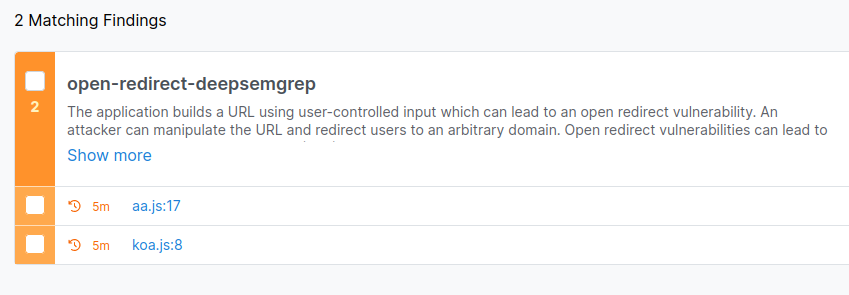 2 Matching Findings
open-redirect-deepsemgrep
2
The application builds a URL using user-controlled input which can lead to an open redirect vulnerability. An
attacker can manipulate the URL and redirect users to an arbitrary domain. Open redirect vulnerabilities can lead to
Show more
5m aa.js:17
5m koa.js:8